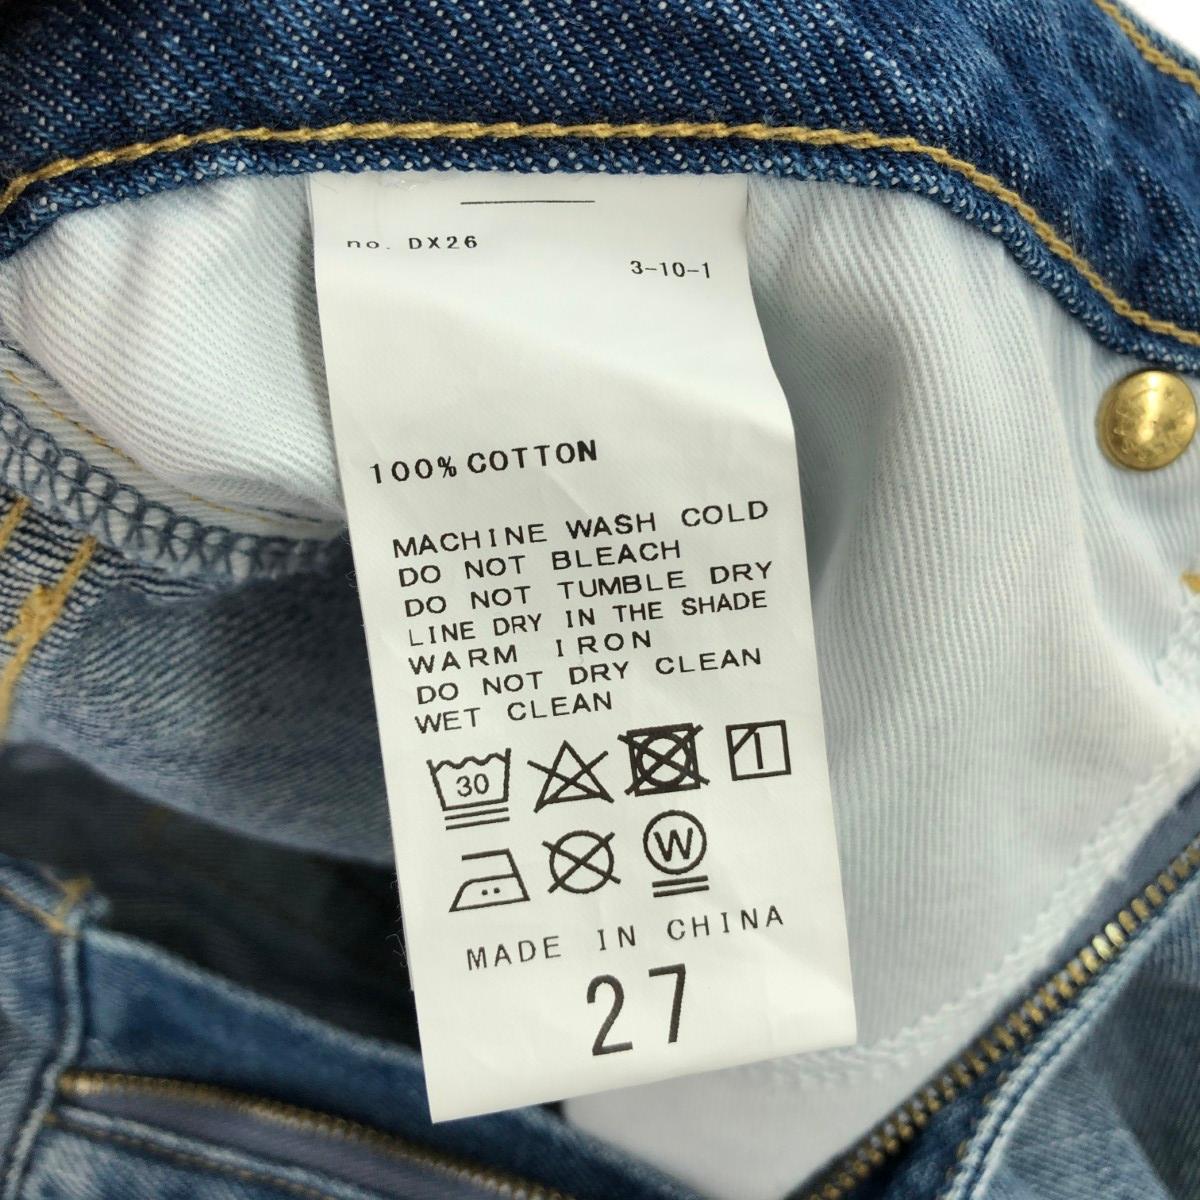 no. DX26
3-10-1
100% COTTON
MACHINE WASH COLD
DO NOT BLEACH
DO NOT TUMBLE DRY
LINE DRY IN THE SHADE
WARM IRON
DO NOT DRY CLEAN
WET CLEAN
30
W
MADE IN CHINA
27